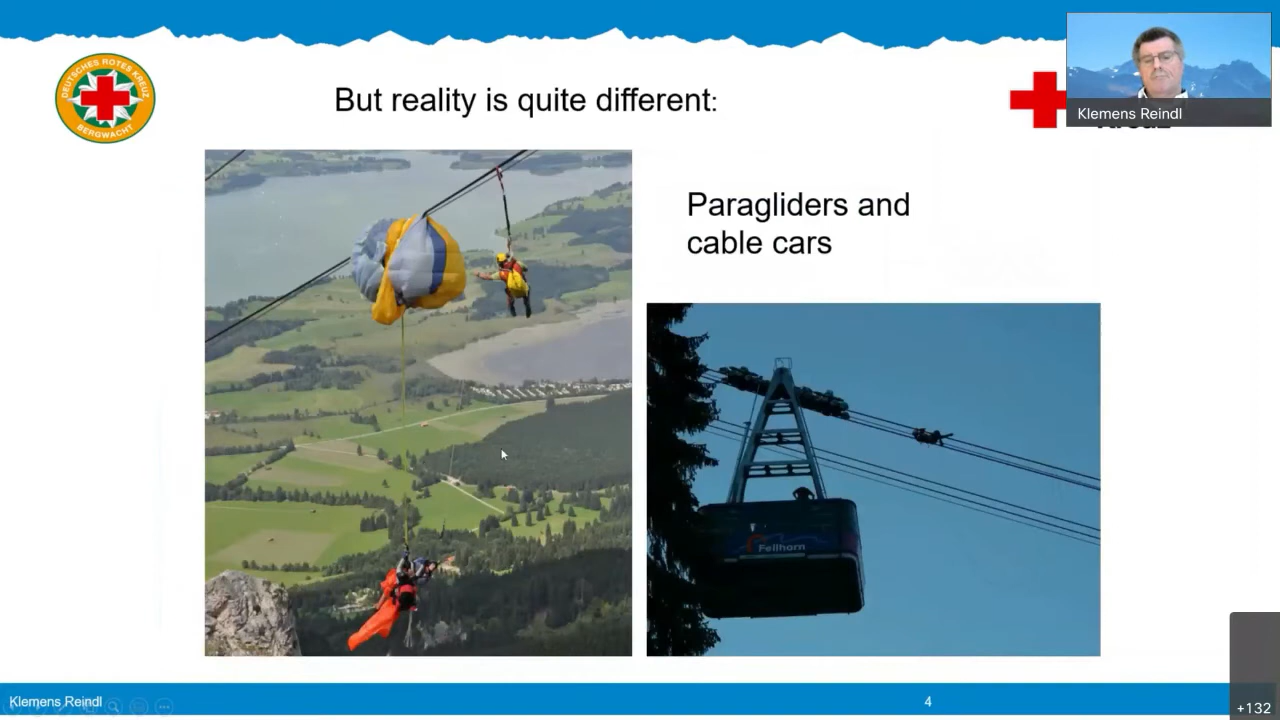 DEUTSCHES ROTES KREUZ
BERGWACHT
But reality is quite different:
Klemens Reindl
Paragliders and
cable cars
Fellhorn
Klemens Reindl
4
+132